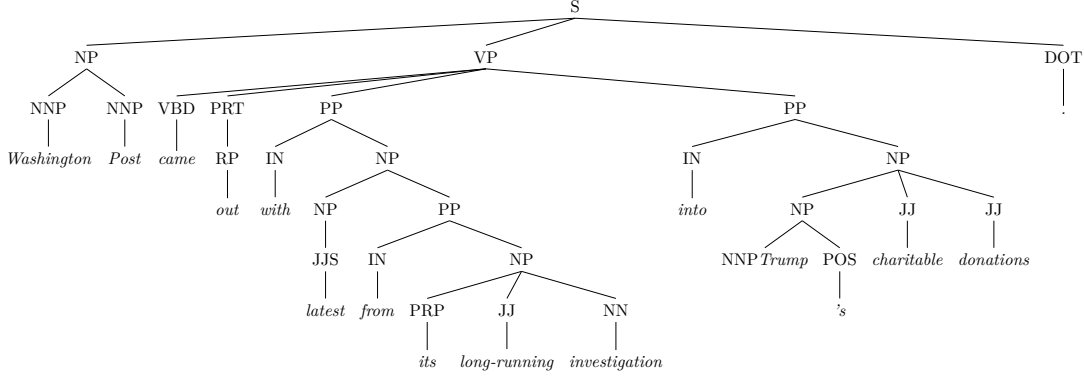 S
NP VP DOT
NNP NNP VBD PRT PP PP .
Washington Post came RP IN NP IN NP
out with NP PP into NP JJ JJ
JJS IN NP NNP Trump POS charitable donations
latest from PRP JJ NN 's
its long-running investigation